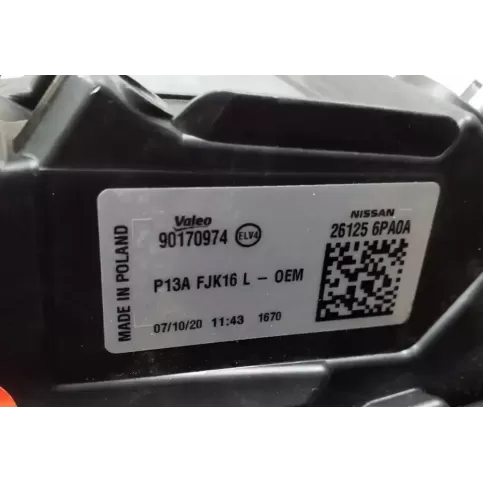 MADE IN POLAND
Valeo
90170974 ELV4
NISSAN
26125 6PA0A
P13A FJK16 L - OEM
07/10/20 11:43 1670